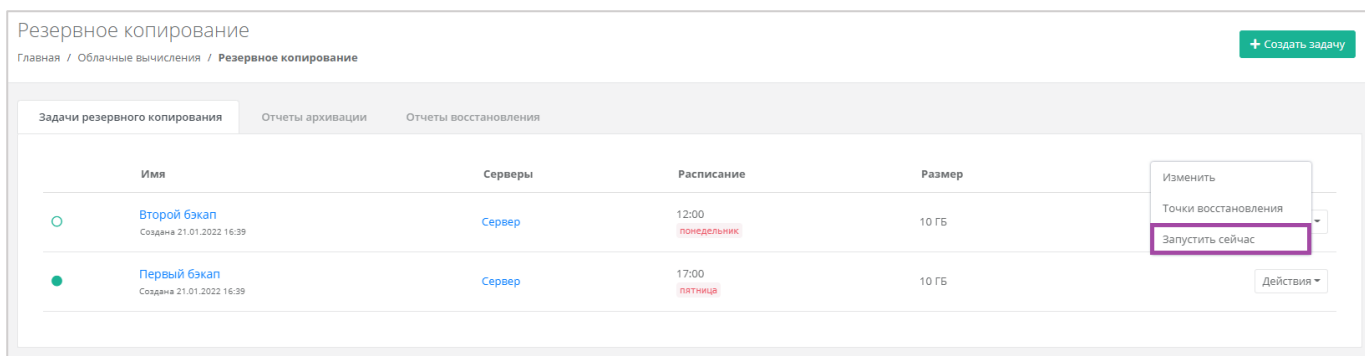 Резервное копирование
Главная / Облачные вычисления / Резервное копирование
+ Создать задачу
Задачи резервного копирования Отчеты архивации Отчеты восстановления
Имя Серверы Расписание Размер
Изменить
Точки восстановления
Запустить сейчас
Второй бэкап Сервер 12:00 10 ГБ
Создана 21.01.2022 16:39 понедельник
Первый бэкап Сервер 17:00 10 ГБ Действия
Создана 21.01.2022 16:39 пятница